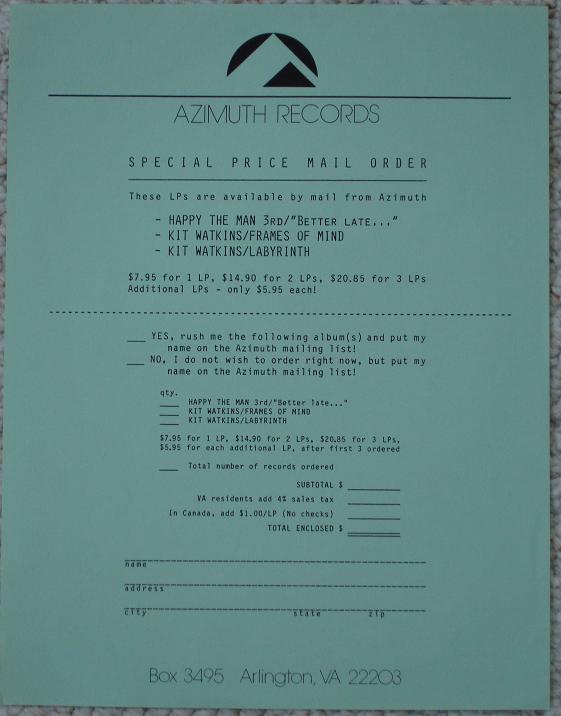 AZIMUTH RECORDS
SPECIAL PRICE MAIL ORDER
These LPs are available by mail from Azimuth
- HAPPY THE MAN 3RD/"BETTER LATE..."
- KIT WATKINS/FRAMES OF MIND
- KIT WATKINS/LABYRINTH
$7.95 for 1 LP, $14.90 for 2 LPs, $20.85 for 3 LPs
Additional LPs - only $5.95 each!
___ YES, rush me the following album(s) and put my
name on the Azimuth mailing list!
___ NO, I do not wish to order right now, but put my
name on the Azimuth mailing list!
qty.
___ HAPPY THE MAN 3rd/"Better late..."
___ KIT WATKINS/FRAMES OF MIND
___ KIT WATKINS/LABYRINTH
$7.95 for 1 LP, $14.90 for 2 LPs, $20.85 for 3 LPs,
$5.95 for each additional LP, after first 3 ordered
___ Total number of records ordered
SUBTOTAL $
VA residents add 4% sales tax
In Canada, add $1.00/LP (No checks)
TOTAL ENCLOSED $
name
address
city state zip
Box 3495 Arlington, VA 22203